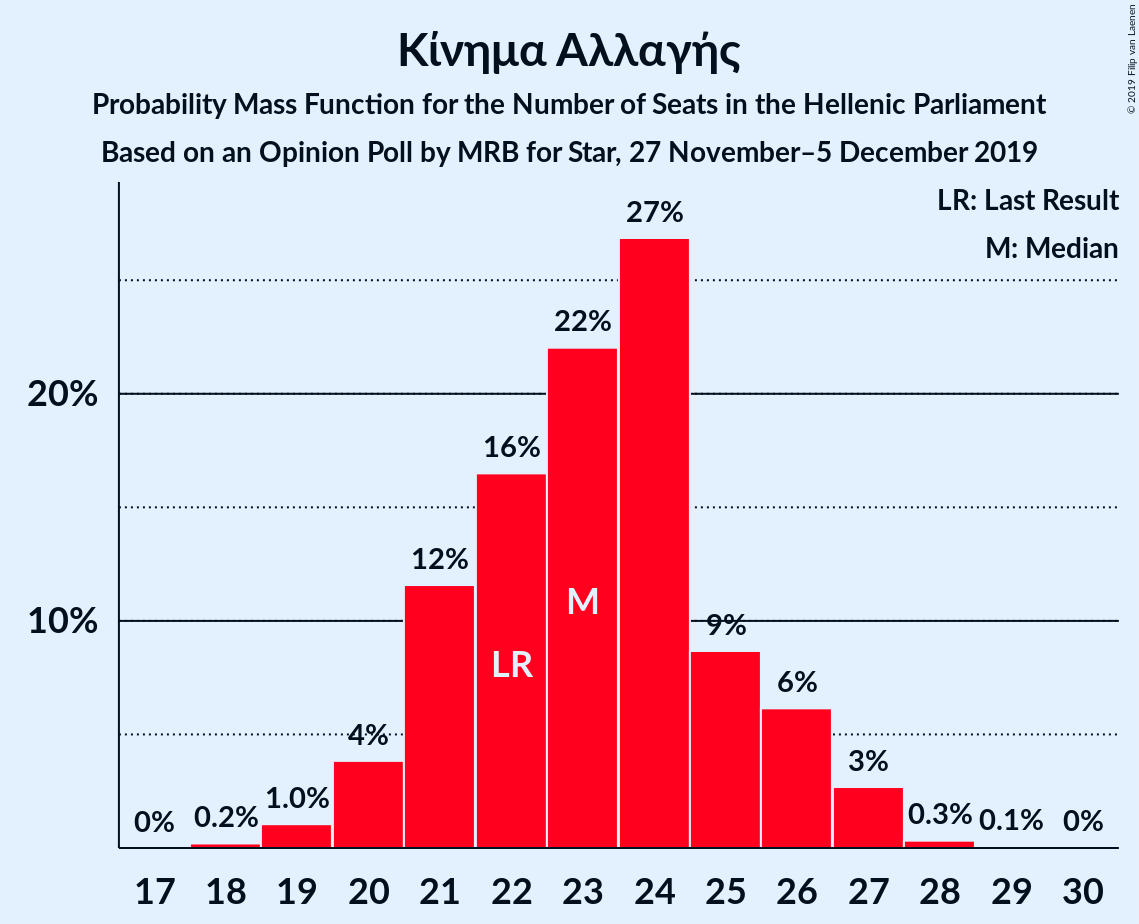 Κίνημα Αλλαγής
Probability Mass Function for the Number of Seats in the Hellenic Parliament
Based on an Opinion Poll by MRB for Star, 27 November–5 December 2019
© 2019 Filip van Laenen
LR: Last Result
M: Median
27%
22%
20%
16%
12%
10%
9%
6%
4%
3%
1.0%
0%
0.2%
0.3%
0.1%
0%
M
LR
17 18 19 20 21 22 23 24 25 26 27 28 29 30